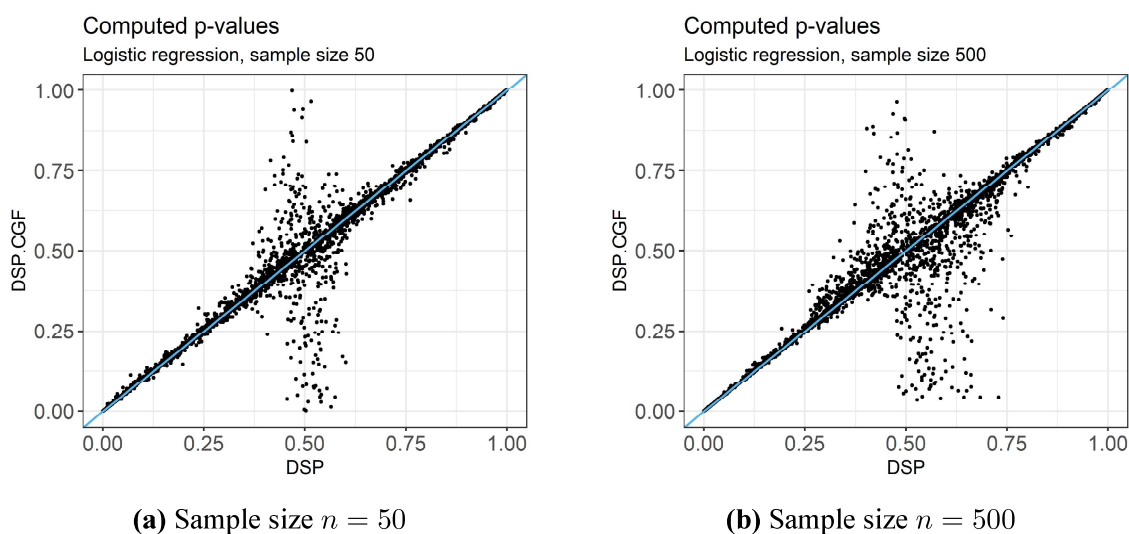 Computed p-values
Logistic regression, sample size 50
1.00
0.75
0.50
0.25
0.00
DSP.CGF
0.00 0.25 0.50 0.75 1.00
DSP
(a) Sample size n = 50
Computed p-values
Logistic regression, sample size 500
1.00
0.75
0.50
0.25
0.00
DSP.CGF
0.00 0.25 0.50 0.75 1.00
DSP
(b) Sample size n = 500